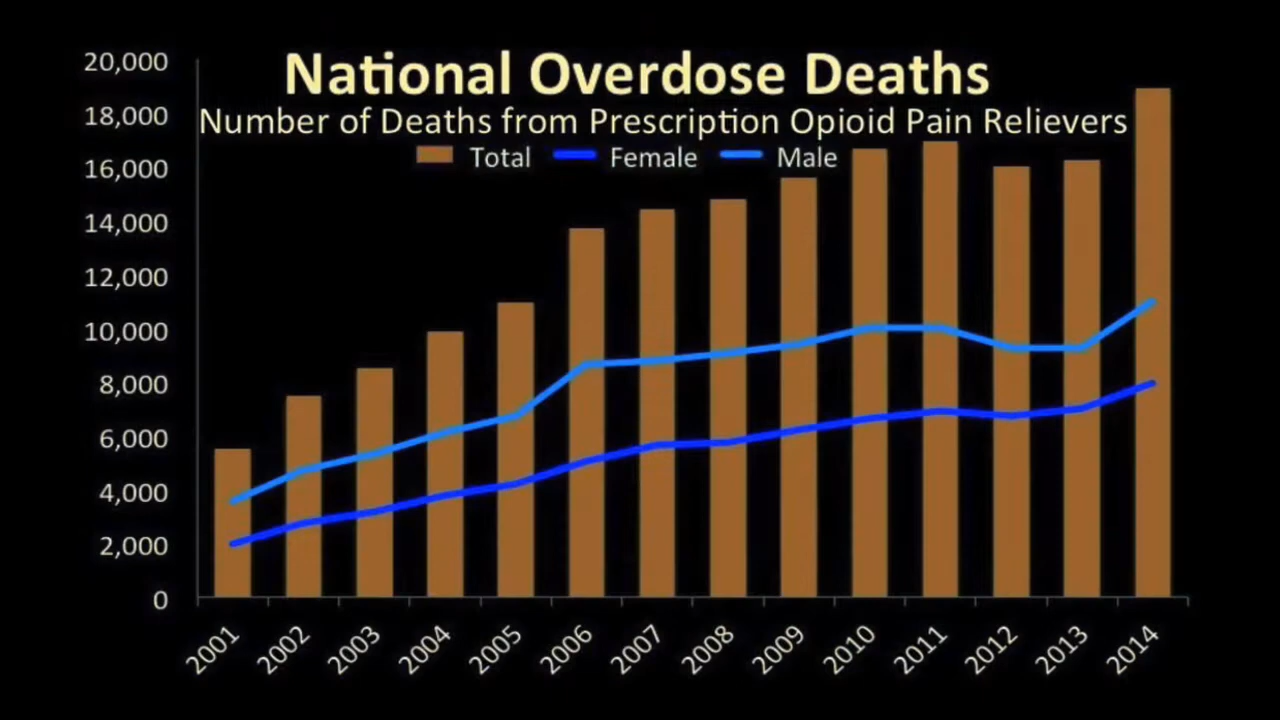 National Overdose Deaths
Number of Deaths from Prescription Opioid Pain Relievers
Total Female Male
20,000
18,000
16,000
14,000
12,000
10,000
8,000
6,000
4,000
2,000
0
2001 2002 2003 2004 2005 2006 2007 2008 2009 2010 2011 2012 2013 2014